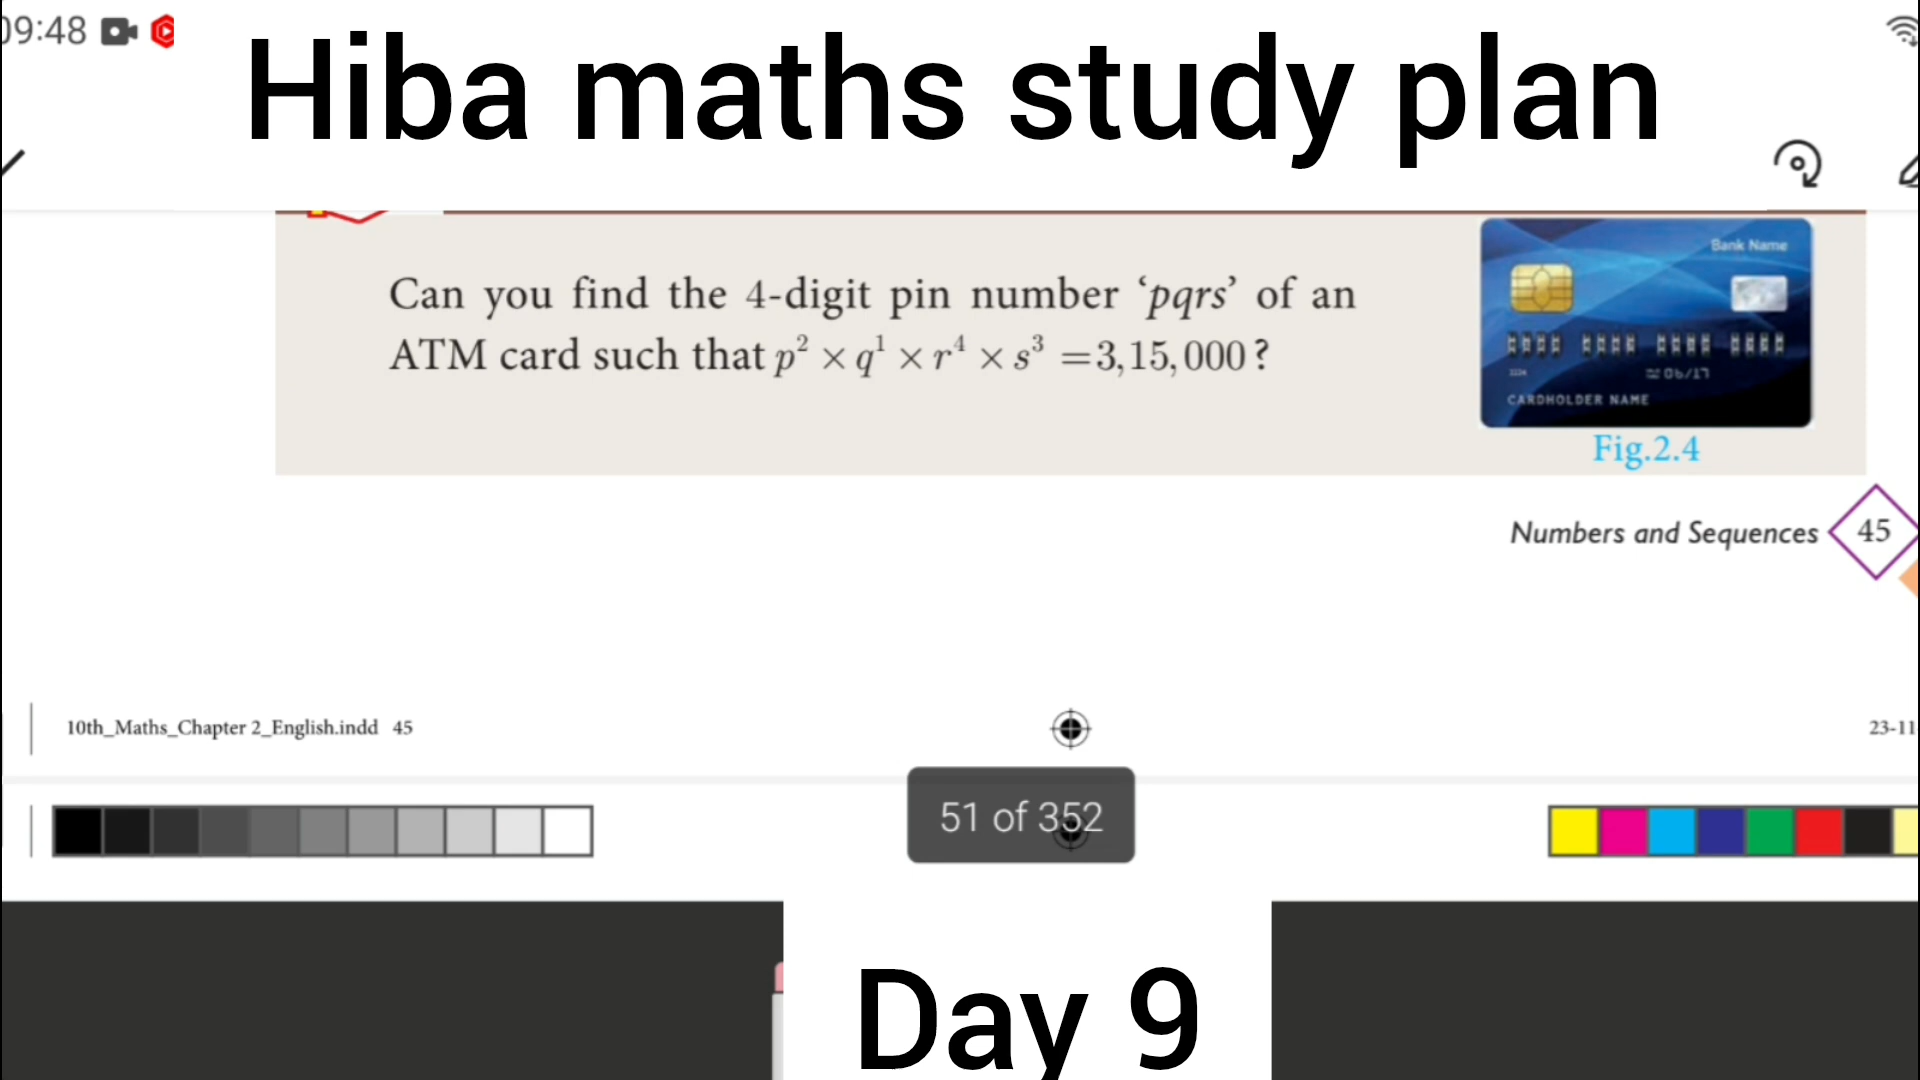 09:48
Hiba maths study plan
Can you find the 4-digit pin number ‘pqrs’ of an
ATM card such that p² × q¹ × r⁴ × s³ =3,15,000?
Bank Name
06/17
CARDHOLDER NAME
Fig.2.4
Numbers and Sequences 45
10th_Maths_Chapter 2_English.indd 45
23-11
51 of 352
Day 9